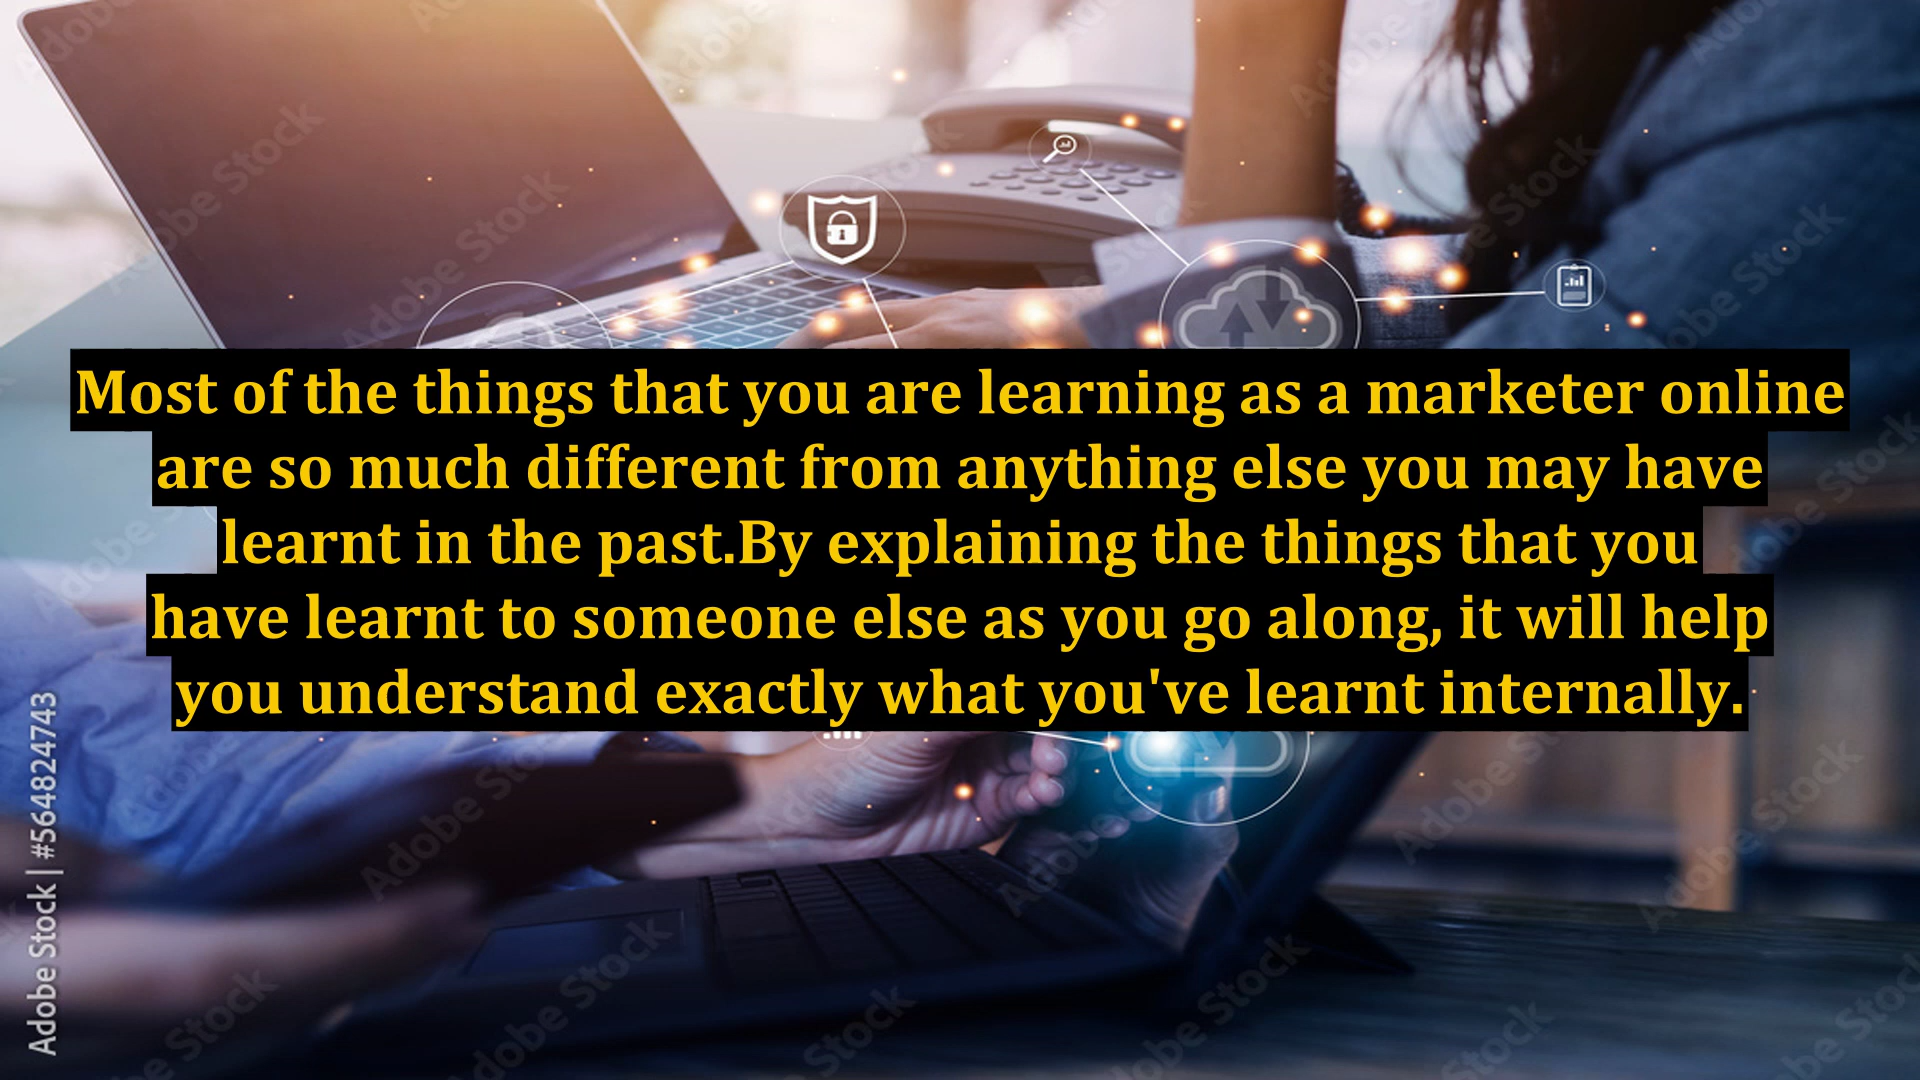 Most of the things that you are learning as a marketer online
are so much different from anything else you may have
learnt in the past.By explaining the things that you
have learnt to someone else as you go along, it will help
you understand exactly what you've learnt internally.
Adobe Stock | #564824743
Adobe Stock